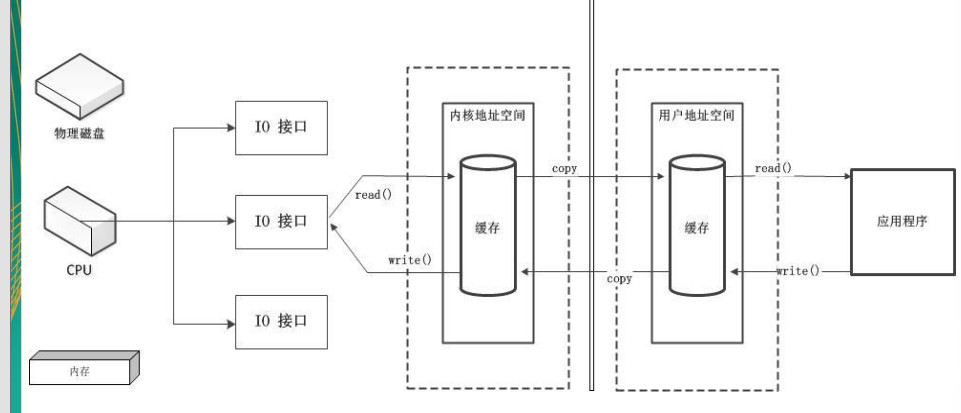 物理磁盘
CPU
内存
IO 接口
IO 接口
IO 接口
read()
write()
内核地址空间
缓存
copy
copy
用户地址空间
缓存
read()
write()
应用程序